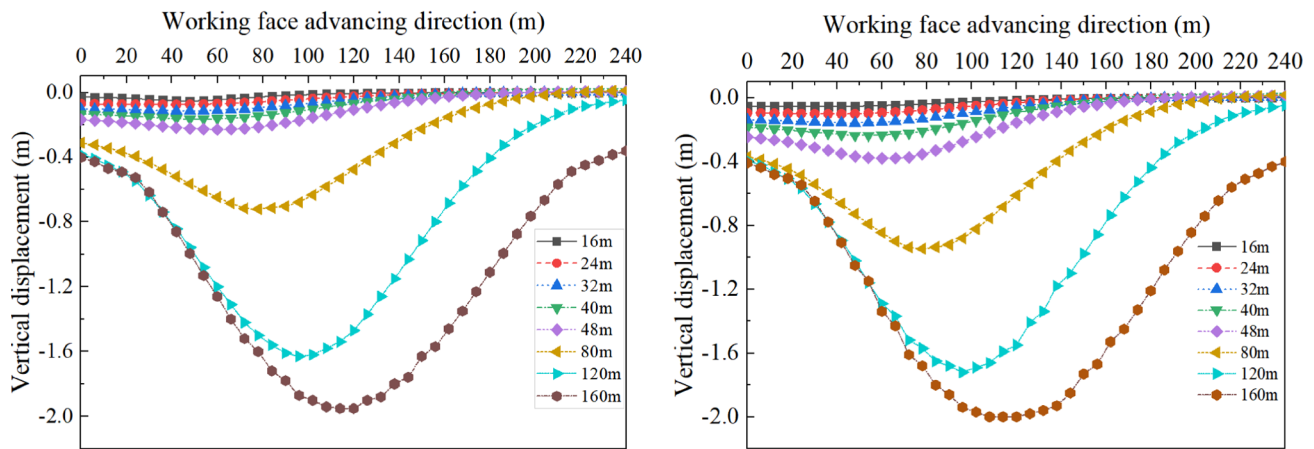 Working face advancing direction (m)
0 20 40 60 80 100 120 140 160 180 200 220 240
0.0
-0.4
-0.8
-1.2
-1.6
-2.0
Vertical displacement (m)
16m
24m
32m
40m
48m
80m
120m
160m
Working face advancing direction (m)
0 20 40 60 80 100 120 140 160 180 200 220 240
0.0
-0.4
-0.8
-1.2
-1.6
-2.0
Vertical displacement (m)
16m
24m
32m
40m
48m
80m
120m
160m